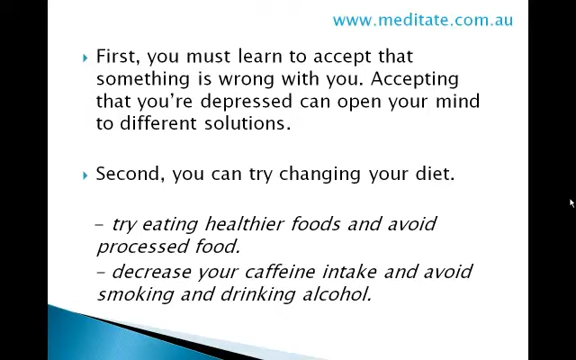 www.meditate.com.au
First, you must learn to accept that
something is wrong with you. Accepting
that you're depressed can open your mind
to different solutions.
Second, you can try changing your diet.
– try eating healthier foods and avoid
processed food.
– decrease your caffeine intake and avoid
smoking and drinking alcohol.